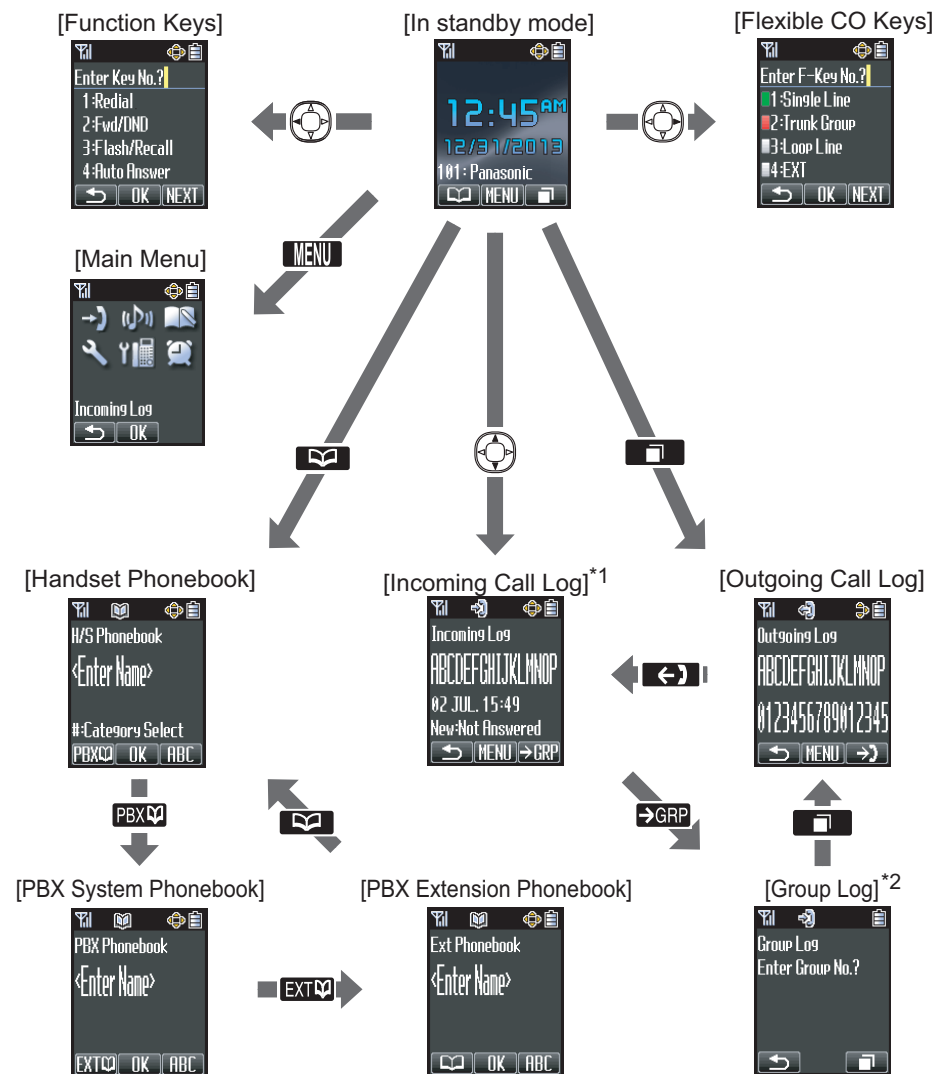 [Function Keys]
[In standby mode]
[Flexible CO Keys]
Enter Key No.?
1:Redial
2:Fwd/DND
3:Flash/Recall
4:Auto Answer
OK
NEXT
12:45AM
12/31/2013
101: Panasonic
MENU
Enter F-Key No.?
1:Single Line
2:Trunk Group
3:Loop Line
4:EXT
OK
NEXT
MENU
[Main Menu]
Incoming Log
OK
[Handset Phonebook]
[Incoming Call Log]*1
[Outgoing Call Log]
H/S Phonebook
<Enter Name>
#:Category Select
PBX
OK
ABC
Incoming Log
ABCDEFGHIJKLMNOP
02 JUL. 15:49
New:Not Answered
MENU
→GRP
Outgoing Log
ABCDEFGHIJKLMNOP
0123456789012345
MENU
PBX
→GRP
[PBX System Phonebook]
[PBX Extension Phonebook]
[Group Log]*2
PBX Phonebook
<Enter Name>
EXT
OK
ABC
EXT
Ext Phonebook
<Enter Name>
OK
ABC
Group Log
Enter Group No.?